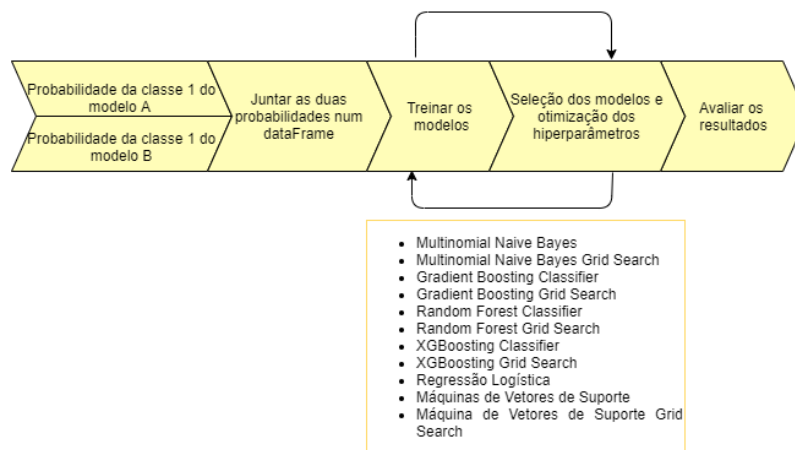 Probabilidade da classe 1 do
modelo A
Probabilidade da classe 1 do
modelo B
Juntar as duas
probabilidades num
dataFrame
Treinar os
modelos
Seleção dos modelos e
otimização dos
hiperparâmetros
Avaliar os
resultados
• Multinomial Naive Bayes
• Multinomial Naive Bayes Grid Search
• Gradient Boosting Classifier
• Gradient Boosting Grid Search
• Random Forest Classifier
• Random Forest Grid Search
• XGBoosting Classifier
• XGBoosting Grid Search
• Regressão Logística
• Máquinas de Vetores de Suporte
• Máquina de Vetores de Suporte Grid
Search